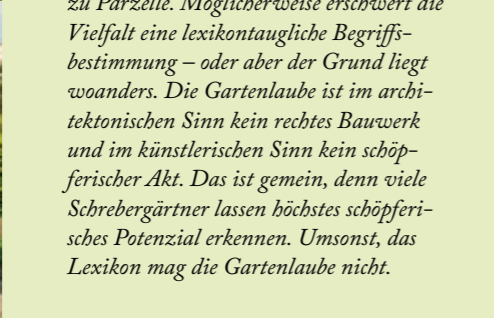 zu Parzelle. Möglicherweise erschwert die
Vielfalt eine lexikontaugliche Begriffs-
bestimmung – oder aber der Grund liegt
woanders. Die Gartenlaube ist im archi-
tektonischen Sinn kein rechtes Bauwerk
und im künstlerischen Sinn kein schöp-
ferischer Akt. Das ist gemein, denn viele
Schrebergärtner lassen höchstes schöpferi-
sches Potenzial erkennen. Umsonst, das
Lexikon mag die Gartenlaube nicht.